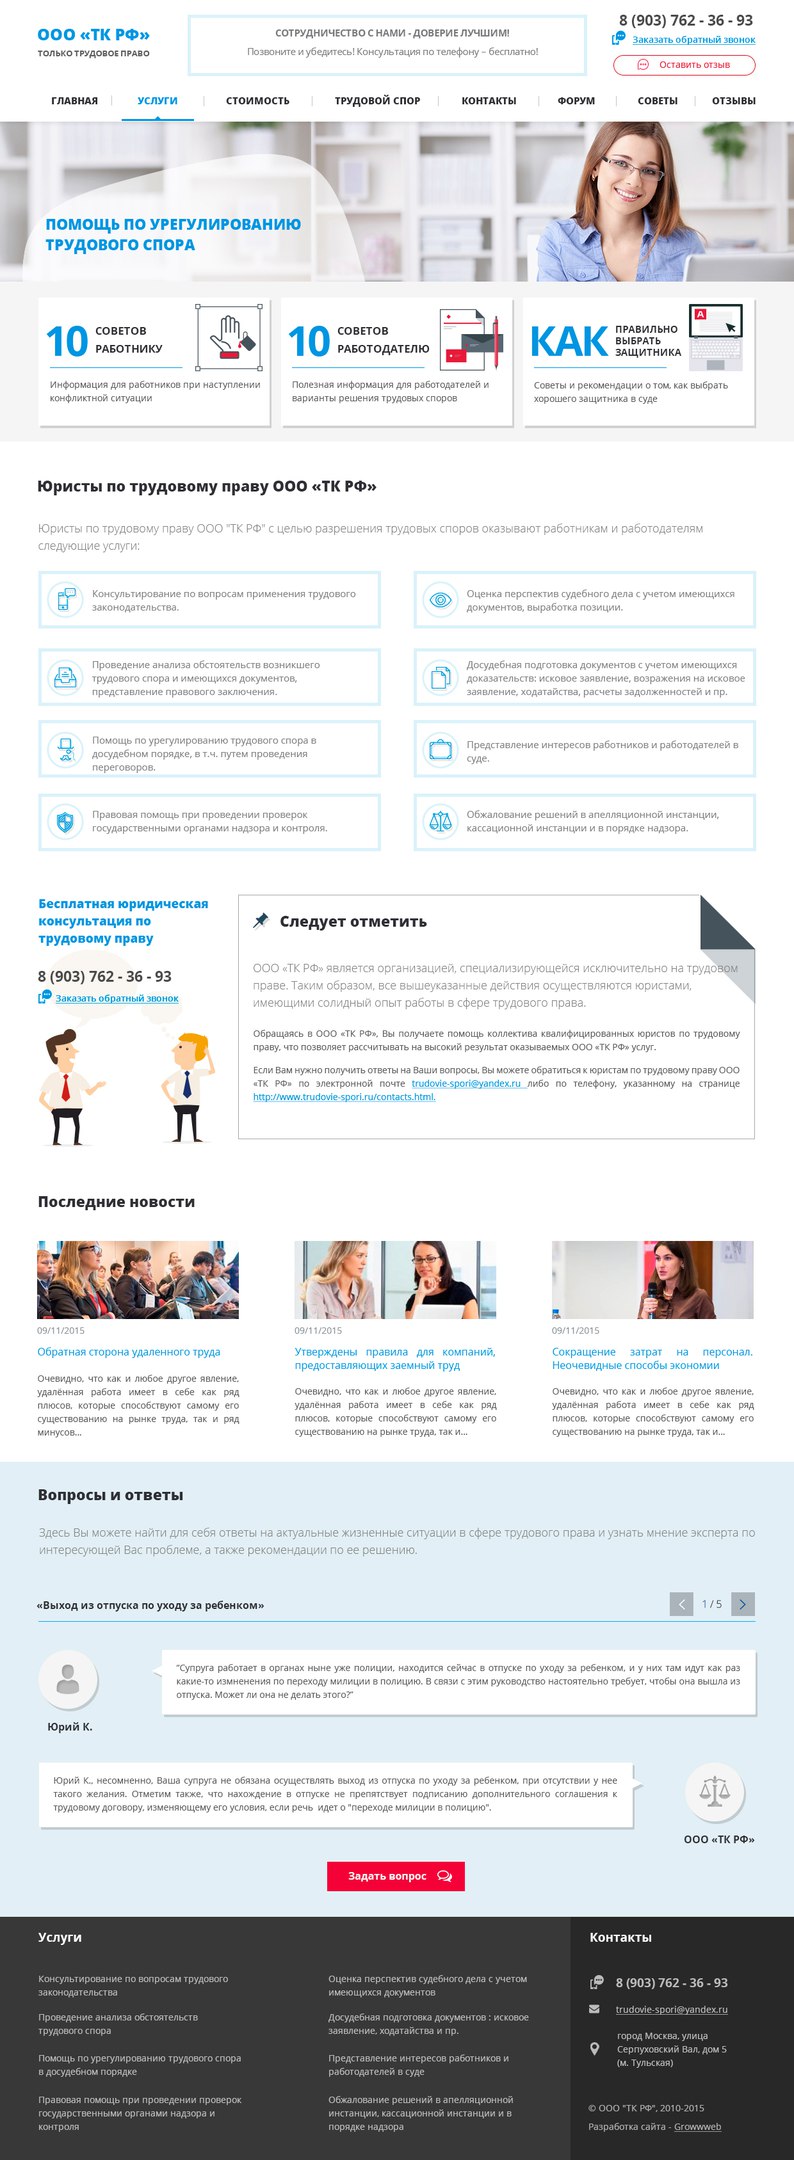 ООО «ТК РФ»
ТОЛЬКО ТРУДОВОЕ ПРАВО
СОТРУДНИЧЕСТВО С НАМИ - ДОВЕРИЕ ЛУЧШИМ!
Позвоните и убедитесь! Консультация по телефону – бесплатно!
8 (903) 762 - 36 - 93
Заказать обратный звонок
Оставить отзыв
ГЛАВНАЯ УСЛУГИ СТОИМОСТЬ ТРУДОВОЙ СПОР КОНТАКТЫ ФОРУМ СОВЕТЫ ОТЗЫВЫ
ПОМОЩЬ ПО УРЕГУЛИРОВАНИЮ
ТРУДОВОГО СПОРА
10 СОВЕТОВ
РАБОТНИКУ
Информация для работников при наступлении
конфликтной ситуации
10 СОВЕТОВ
РАБОТОДАТЕЛЮ
Полезная информация для работодателей и
варианты решения трудовых споров
КАК ПРАВИЛЬНО
ВЫБРАТЬ
ЗАЩИТНИКА
A
Советы и рекомендации о том, как выбрать
хорошего защитника в суде
Юристы по трудовому праву ООО «ТК РФ»
Юристы по трудовому праву ООО "ТК РФ" с целью разрешения трудовых споров оказывают работникам и работодателям
следующие услуги:
Консультирование по вопросам применения трудового
законодательства.
Оценка перспектив судебного дела с учетом имеющихся
документов, выработка позиции.
Проведение анализа обстоятельств возникшего
трудового спора и имеющихся документов,
представление правового заключения.
Досудебная подготовка документов с учетом имеющихся
доказательств: исковое заявление, возражения на исковое
заявление, ходатайства, расчеты задолженностей и пр.
Помощь по урегулированию трудового спора в
досудебном порядке, в т.ч. путем проведения
переговоров.
Представление интересов работников и работодателей в
суде.
Правовая помощь при проведении проверок
государственными органами надзора и контроля.
Обжалование решений в апелляционной инстанции,
кассационной инстанции и в порядке надзора.
Бесплатная юридическая
консультация по
трудовому праву
8 (903) 762 - 36 - 93
Заказать обратный звонок
Следует отметить
ООО «ТК РФ» является организацией, специализирующейся исключительно на трудовом
праве. Таким образом, все вышеуказанные действия осуществляются юристами,
имеющими солидный опыт работы в сфере трудового права.
Обращаясь в ООО «ТК РФ», Вы получаете помощь коллектива квалифицированных юристов по трудовому
праву, что позволяет рассчитывать на высокий результат оказываемых ООО «ТК РФ» услуг.
Если Вам нужно получить ответы на Ваши вопросы, Вы можете обратиться к юристам по трудовому праву ООО
«ТК РФ» по электронной почте trudovie-spori@yandex.ru либо по телефону, указанному на странице
http://www.trudovie-spori.ru/contacts.html.
Последние новости
09/11/2015
Обратная сторона удаленного труда
Очевидно, что как и любое другое явление,
удалённая работа имеет в себе как ряд
плюсов, которые способствуют самому его
существованию на рынке труда, так и ряд
минусов...
09/11/2015
Утверждены правила для компаний,
предоставляющих заемный труд
Очевидно, что как и любое другое явление,
удалённая работа имеет в себе как ряд
плюсов, которые способствуют самому его
существованию на рынке труда, так и...
09/11/2015
Сокращение затрат на персонал.
Неочевидные способы экономии
Очевидно, что как и любое другое явление,
удалённая работа имеет в себе как ряд
плюсов, которые способствуют самому его
существованию на рынке труда, так и...
Вопросы и ответы
Здесь Вы можете найти для себя ответы на актуальные жизненные ситуации в сфере трудового права и узнать мнение эксперта по
интересующей Вас проблеме, а также рекомендации по ее решению.
«Выход из отпуска по уходу за ребенком»
1 / 5
"Супруга работает в органах ныне уже полиции, находится сейчас в отпуске по уходу за ребенком, и у них там идут как раз
какие-то изменения по переходу милиции в полицию. В связи с этим руководство настоятельно требует, чтобы она вышла из
отпуска. Может ли она не делать этого?"
Юрий К.
Юрий К., несомненно, Ваша супруга не обязана осуществлять выход из отпуска по уходу за ребенком, при отсутствии у нее
такого желания. Отметим также, что нахождение в отпуске не препятствует подписанию дополнительного соглашения к
трудовому договору, изменяющему его условия, если речь идет о "переходе милиции в полицию".
ООО «ТК РФ»
Задать вопрос
Услуги
Консультирование по вопросам трудового
законодательства
Проведение анализа обстоятельств
трудового спора
Помощь по урегулированию трудового спора
в досудебном порядке
Правовая помощь при проведении проверок
государственными органами надзора и
контроля
Оценка перспектив судебного дела с учетом
имеющихся документов
Досудебная подготовка документов : исковое
заявление, ходатайства и пр.
Представление интересов работников и
работодателей в суде
Обжалование решений в апелляционной
инстанции, кассационной инстанции и в
порядке надзора
Контакты
8 (903) 762 - 36 - 93
trudovie-spori@yandex.ru
город Москва, улица
Серпуховский Вал, дом 5
(м. Тульская)
© ООО "ТК РФ", 2010-2015
Разработка сайта - Growwweb